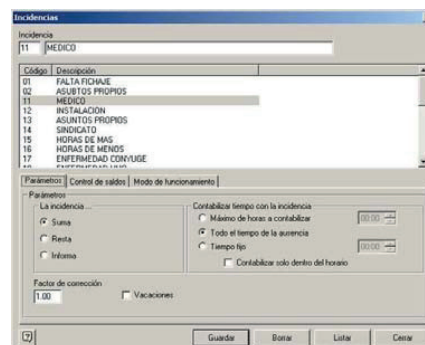 Incidencias
Incidencia
11 MEDICO
Código Descripción
01 FALTA FICHAJE
02 ASUBTOS PROPIOS
11 MEDICO
12 INSTALACION
13 ASUNTOS PROPIOS
14 SINDICATO
15 HORAS DE MAS
16 HORAS DE MENOS
17 ENFERMEDAD CONYUGE
Parámetros Control de saldos Modo de funcionamiento
Parámetros
La incidencia ... Contabilizar tiempo con la incidencia
Suma Máximo de horas a contabilizar 00:00
Resta Todo el tiempo de la ausencia
Informa Tiempo fijo 00:00
Contabilizar solo dentro del horario
Factor de corrección
1.00 Vacaciones
? Guardar Borrar Listar Cerrar